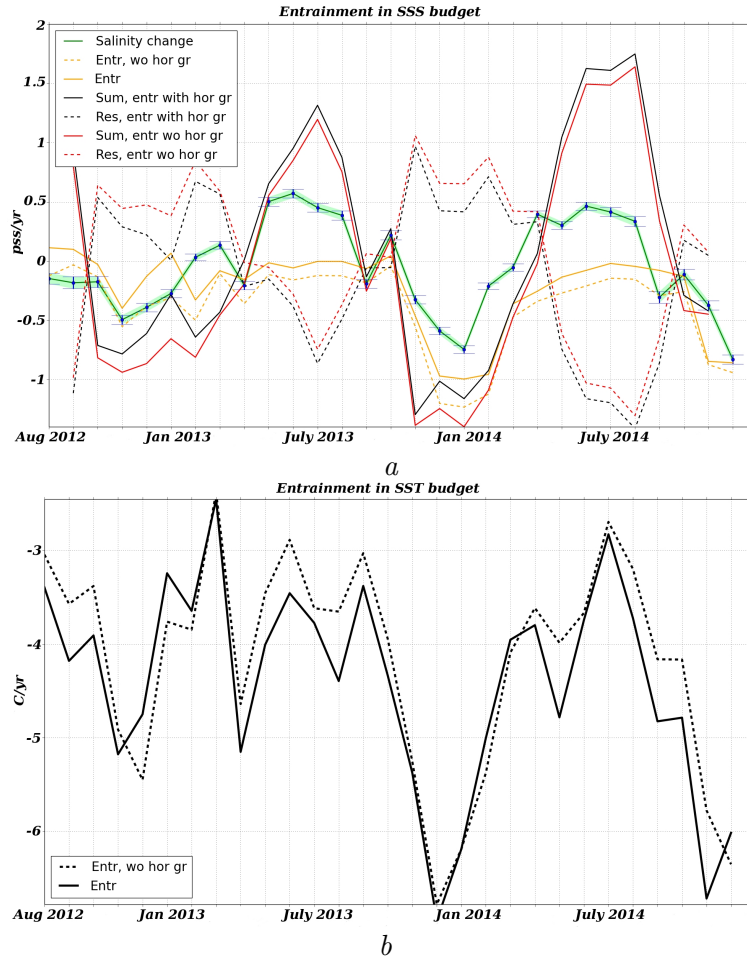 Entrainment in SSS budget
2
1.5
1
0.5
0
-0.5
-1
pss/yr
Salinity change
Entr, wo hor gr
Entr
Sum, entr with hor gr
Res, entr with hor gr
Sum, entr wo hor gr
Res, entr wo hor gr
Aug 2012 Jan 2013 July 2013 Jan 2014 July 2014
a
Entrainment in SST budget
-3
-4
-5
-6
C/yr
Entr, wo hor gr
Entr
Aug 2012 Jan 2013 July 2013 Jan 2014 July 2014
b